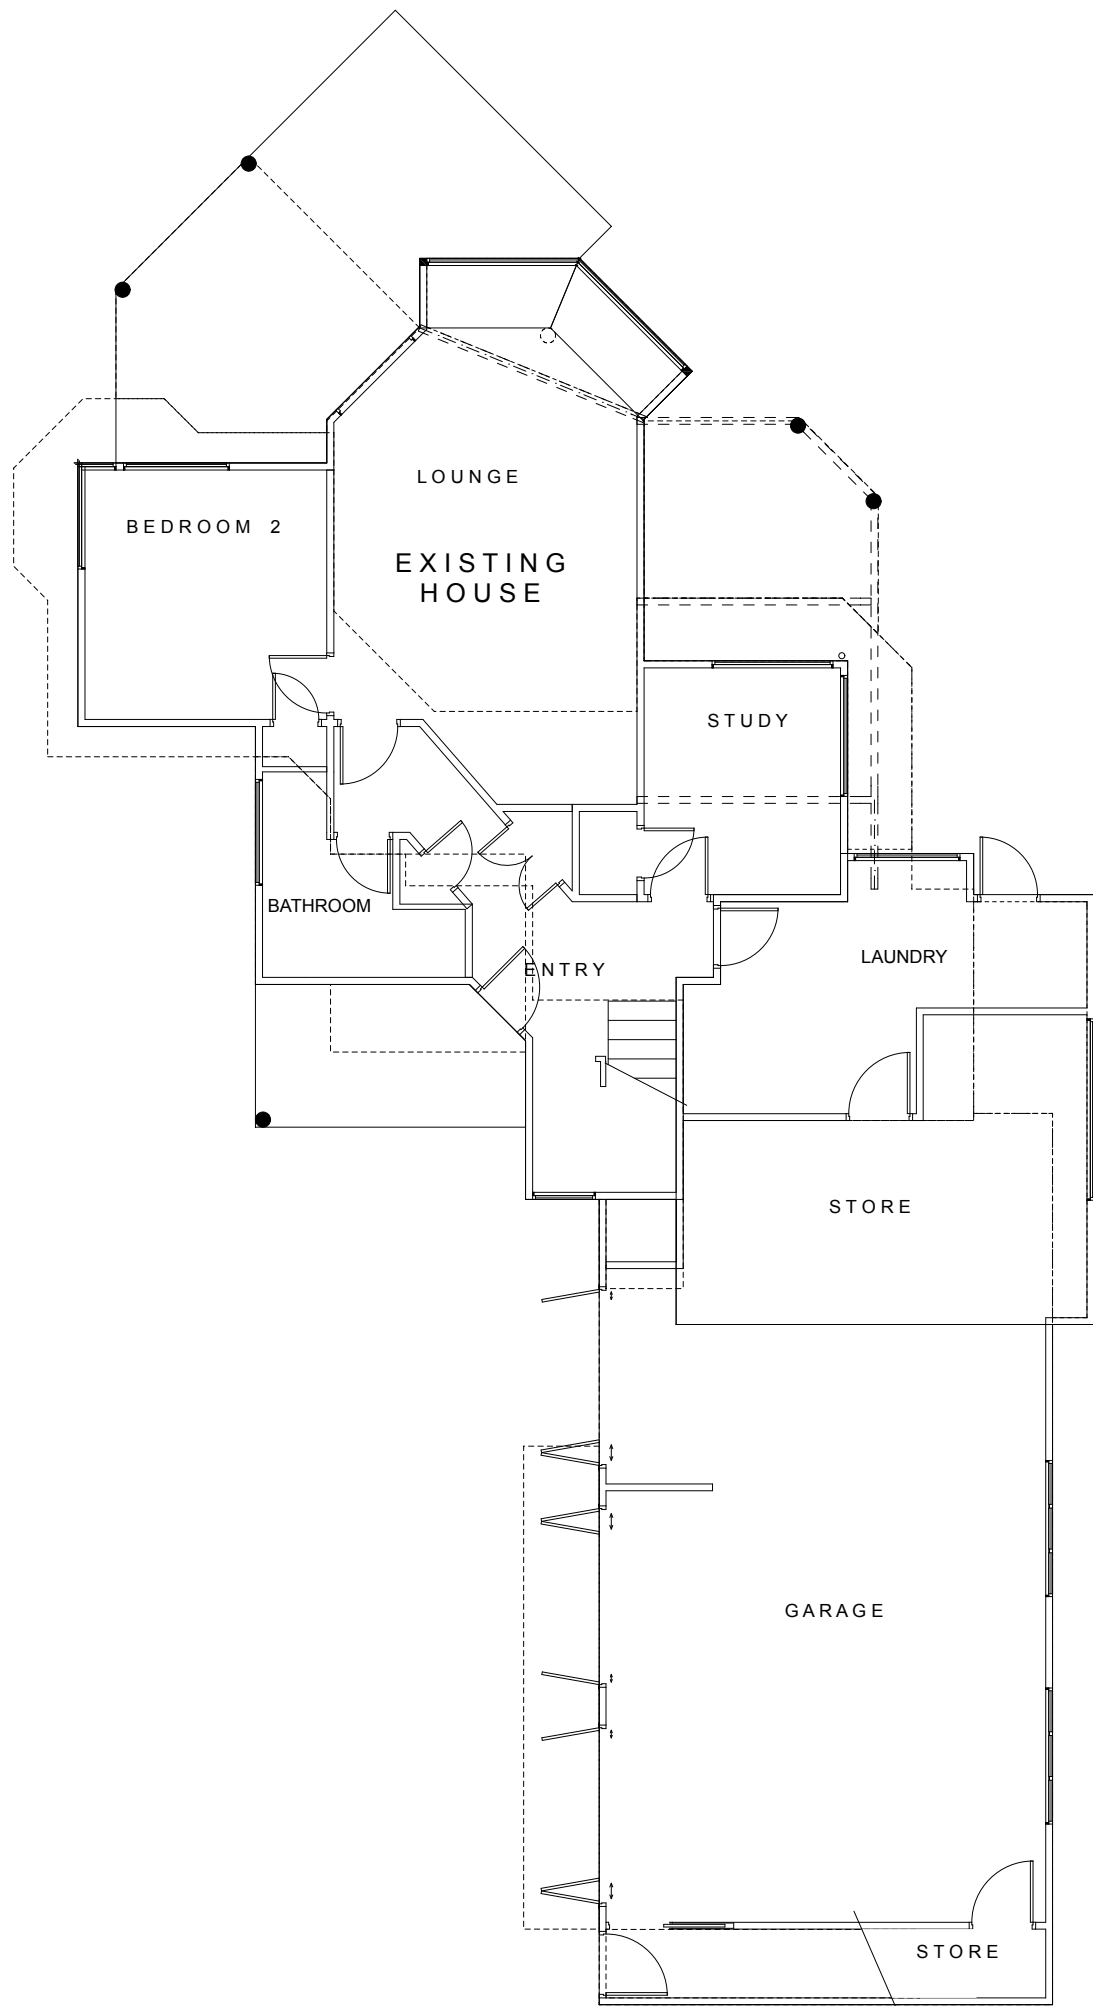 LOUNGE
BEDROOM 2
EXISTING
HOUSE
STUDY
BATHROOM
ENTRY
LAUNDRY
STORE
GARAGE
STORE